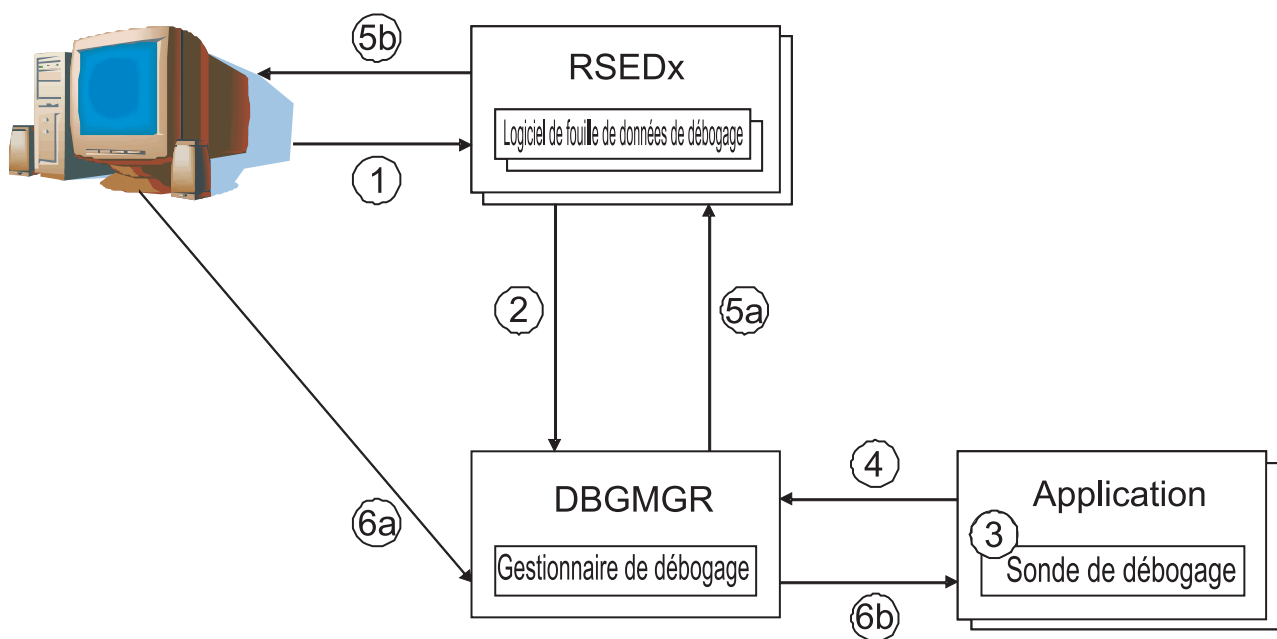 5b
RSEDx
Logiciel de fouille de données de débogage
1
2
5a
4
Application
DBGMGR
3
6a
Gestionnaire de débogage
Sonde de débogage
6b